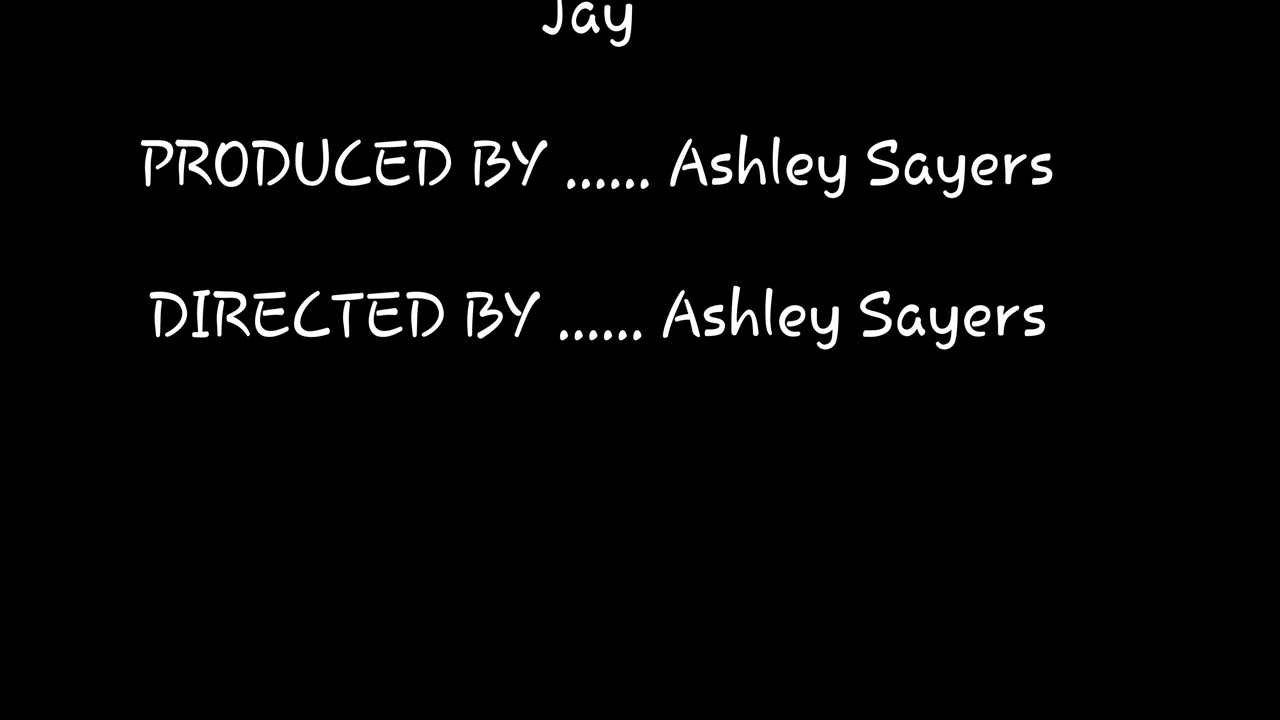 Jay
PRODUCED BY ...... Ashley Sayers
DIRECTED BY ...... Ashley Sayers